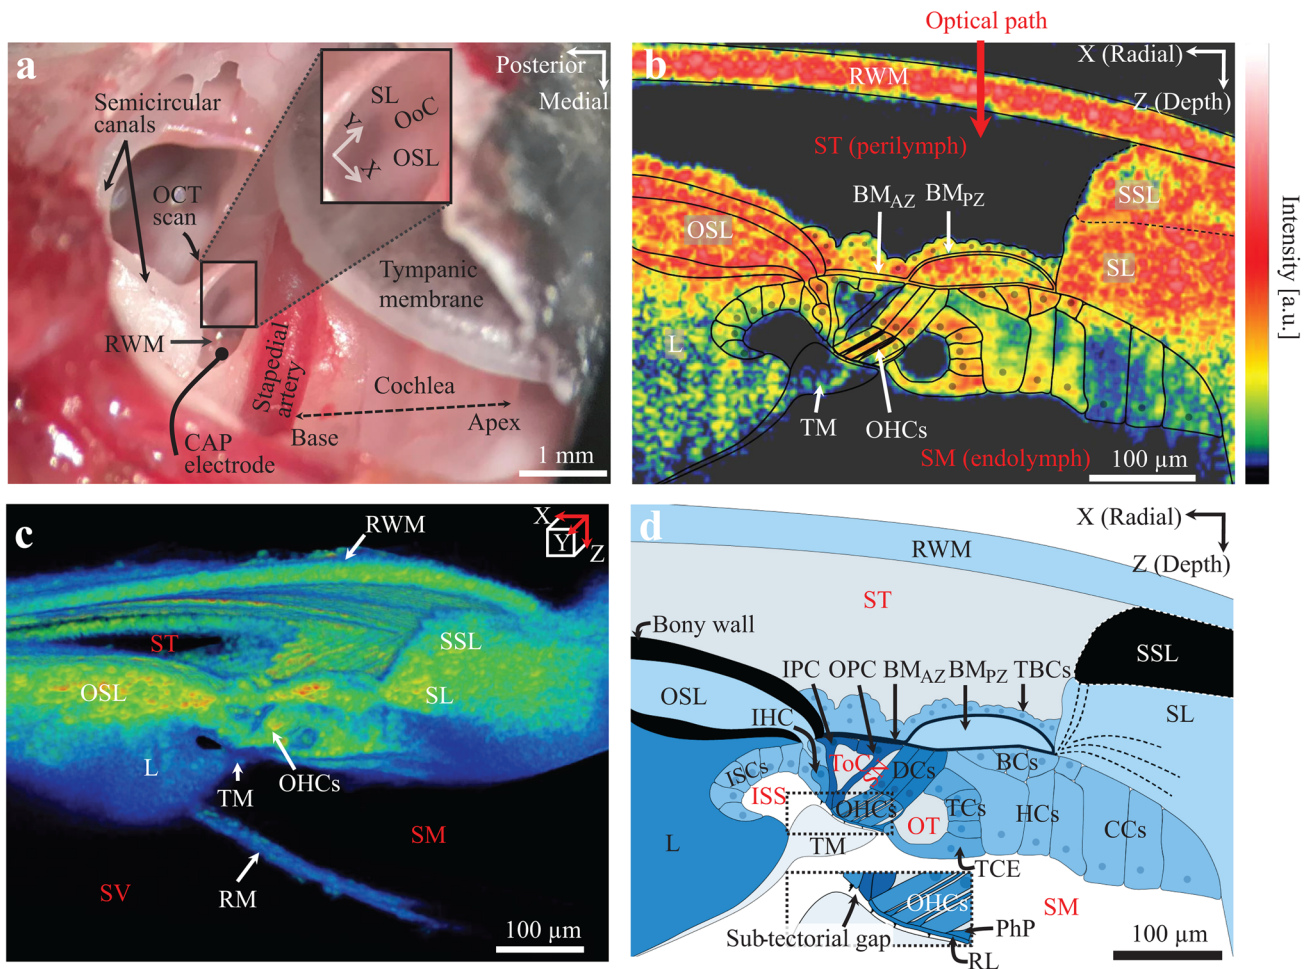 Optical path
a
Posterior
Medial
Semicircular
canals
OCT
scan
SL
OoC
OSL
Y
X
Tympanic
membrane
RWM
Stapedial
artery
Cochlea
Base
Apex
CAP
electrode
1 mm
b
X (Radial)
Z (Depth)
RWM
ST (perilymph)
BMAZ
BMPZ
SSL
OSL
SL
L
TM
OHCs
SM (endolymph)
100 µm
Intensity [a.u.]
c
RWM
X
Y
Z
ST
SSL
OSL
SL
L
TM
OHCs
SM
RM
SV
100 µm
d
X (Radial)
Z (Depth)
RWM
ST
Bony wall
SSL
IPC
OPC
BMAZ
BMPZ
TBCs
OSL
SL
IHC
ToC
DCs
BCs
ISCs
ISS
OHCs
OT
TCs
HCs
CCs
L
TM
TCE
OHCs
SM
PhP
Sub-tectorial gap
RL
100 µm